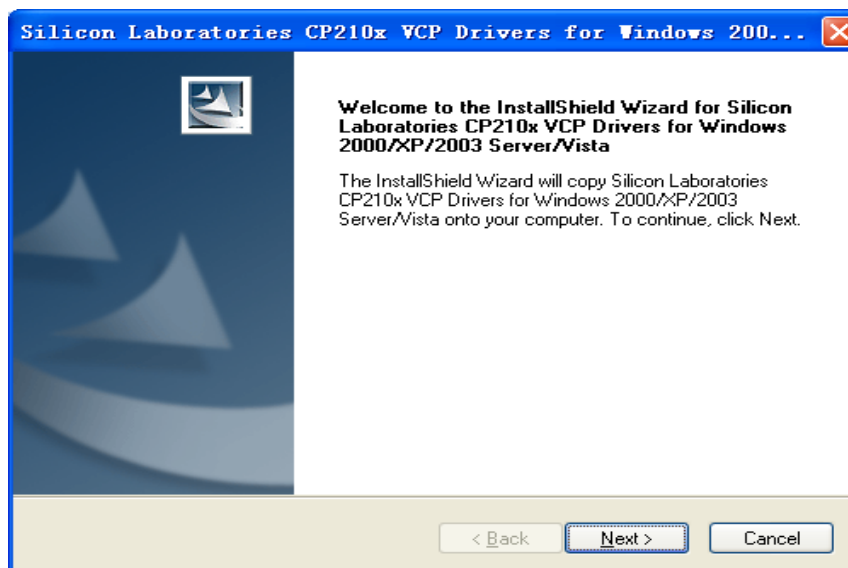 Silicon Laboratories CP210x VCP Drivers for Windows 200...
Welcome to the InstallShield Wizard for Silicon
Laboratories CP210x VCP Drivers for Windows
2000/XP/2003 Server/Vista
The InstallShield Wizard will copy Silicon Laboratories
CP210x VCP Drivers for Windows 2000/XP/2003
Server/Vista onto your computer. To continue, click Next.
< Back Next > Cancel